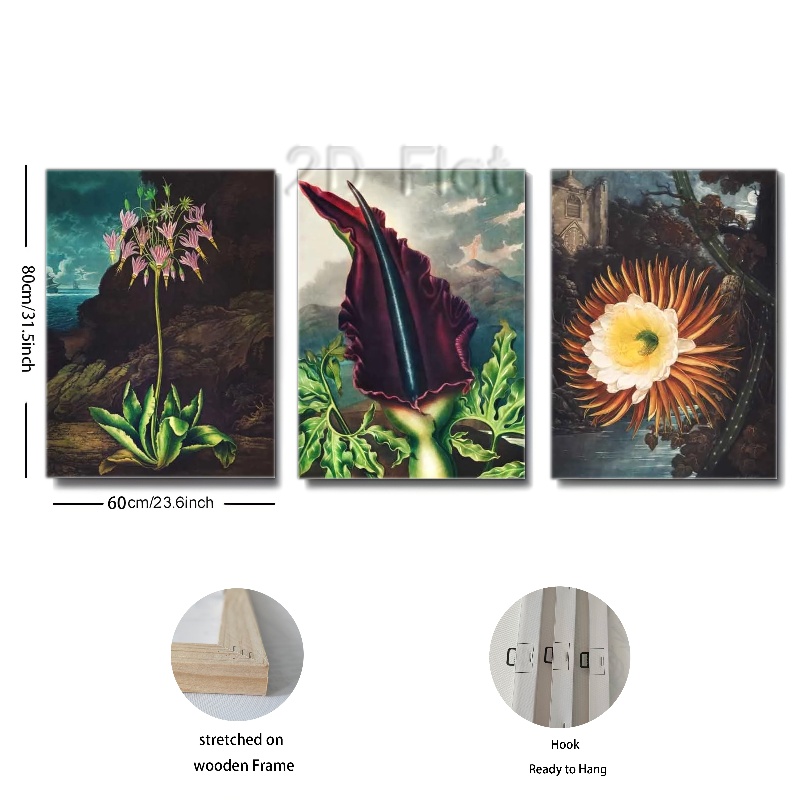 2D Flat
80cm/31.5inch
60cm/23.6inch
stretched on
wooden Frame
Hook
Ready to Hang